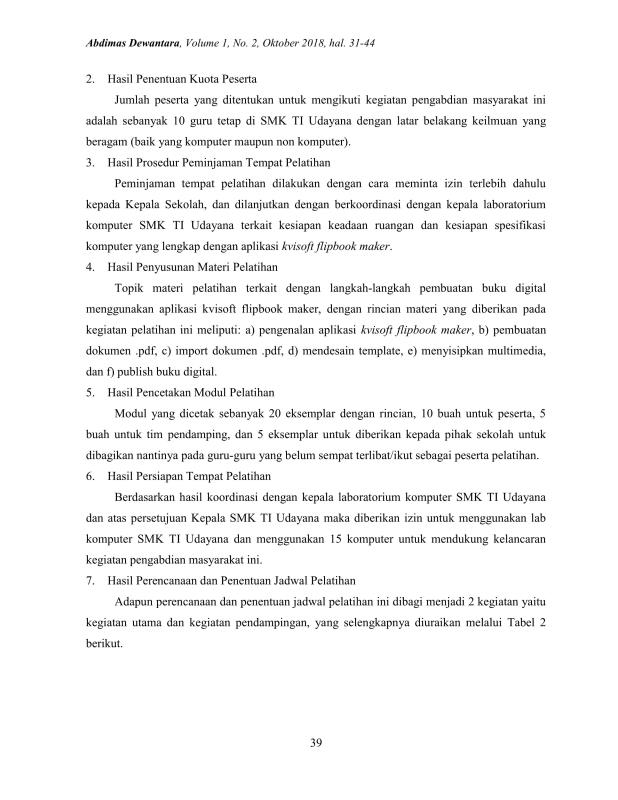 Abdimas Dewantara, Volume 1, No. 2, Oktober 2018, hal. 31-44
2. Hasil Penentuan Kuota Peserta
Jumlah peserta yang ditentukan untuk mengikuti kegiatan pengabdian masyarakat ini
adalah sebanyak 10 guru tetap di SMK TI Udayana dengan latar belakang keilmuan yang
beragam (baik yang komputer maupun non komputer).
3. Hasil Prosedur Peminjaman Tempat Pelatihan
Peminjaman tempat pelatihan dilakukan dengan cara meminta izin terlebih dahulu
kepada Kepala Sekolah, dan dilanjutkan dengan berkoordinasi dengan kepala laboratorium
komputer SMK TI Udayana terkait kesiapan keadaan ruangan dan kesiapan spesifikasi
komputer yang lengkap dengan aplikasi kvisoft flipbook maker.
4. Hasil Penyusunan Materi Pelatihan
Topik materi pelatihan terkait dengan langkah-langkah pembuatan buku digital
menggunakan aplikasi kvisoft flipbook maker, dengan rincian materi yang diberikan pada
kegiatan pelatihan ini meliputi: a) pengenalan aplikasi kvisoft flipbook maker, b) pembuatan
dokumen .pdf, c) import dokumen .pdf, d) mendesain template, e) menyisipkan multimedia,
dan f) publish buku digital.
5. Hasil Pencetakan Modul Pelatihan
Modul yang dicetak sebanyak 20 eksemplar dengan rincian, 10 buah untuk peserta, 5
buah untuk tim pendamping, dan 5 eksemplar untuk diberikan kepada pihak sekolah untuk
dibagikan nantinya pada guru-guru yang belum sempat terlibat/ikut sebagai peserta pelatihan.
6. Hasil Persiapan Tempat Pelatihan
Berdasarkan hasil koordinasi dengan kepala laboratorium komputer SMK TI Udayana
dan atas persetujuan Kepala SMK TI Udayana maka diberikan izin untuk menggunakan lab
komputer SMK TI Udayana dan menggunakan 15 komputer untuk mendukung kelancaran
kegiatan pengabdian masyarakat ini.
7. Hasil Perencanaan dan Penentuan Jadwal Pelatihan
Adapun perencanaan dan penentuan jadwal pelatihan ini dibagi menjadi 2 kegiatan yaitu
kegiatan utama dan kegiatan pendampingan, yang selengkapnya diuraikan melalui Tabel 2
berikut.
39